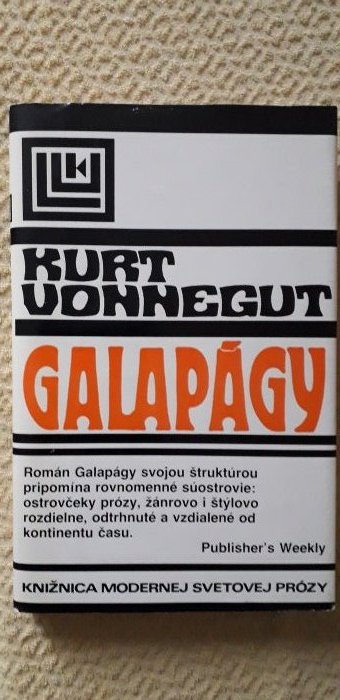 KURT
VONNEGUT
GALAPÁGY
Román Galapágy svojou štruktúrou
pripomína rovnomenné súostrovie:
ostrovčeky prózy, žánrovo i štýlovo
rozdielne, odtrhnuté a vzdialené od
kontinentu času.
Publisher's Weekly
KNIŽNICA MODERNEJ SVETOVEJ PRÓZY